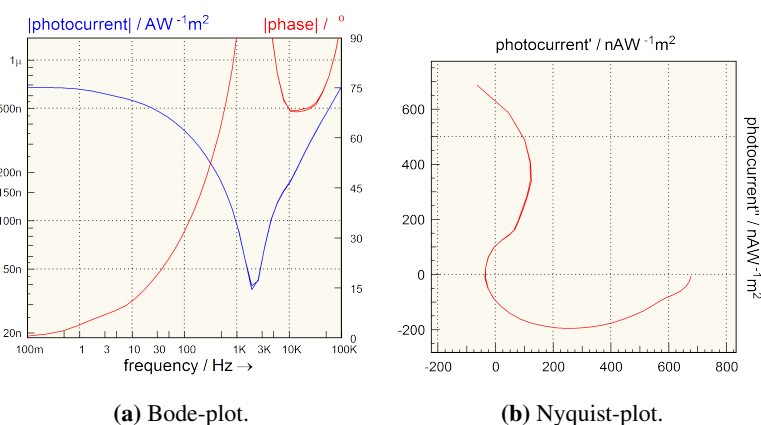 |photocurrent| / AW⁻¹m2 |phase| / °
1µ
500n
200n
150n
100n
50n
20n
90
75
60
45
30
15
0
100m 1 3 10 30 100 1K 3K 10K 100K
frequency / Hz →
(a) Bode-plot.
photocurrent' / nAW⁻¹m2
600
400
200
0
-200
-200 0 200 400 600 800
photocurrent'' / nAW⁻¹m2
(b) Nyquist-plot.